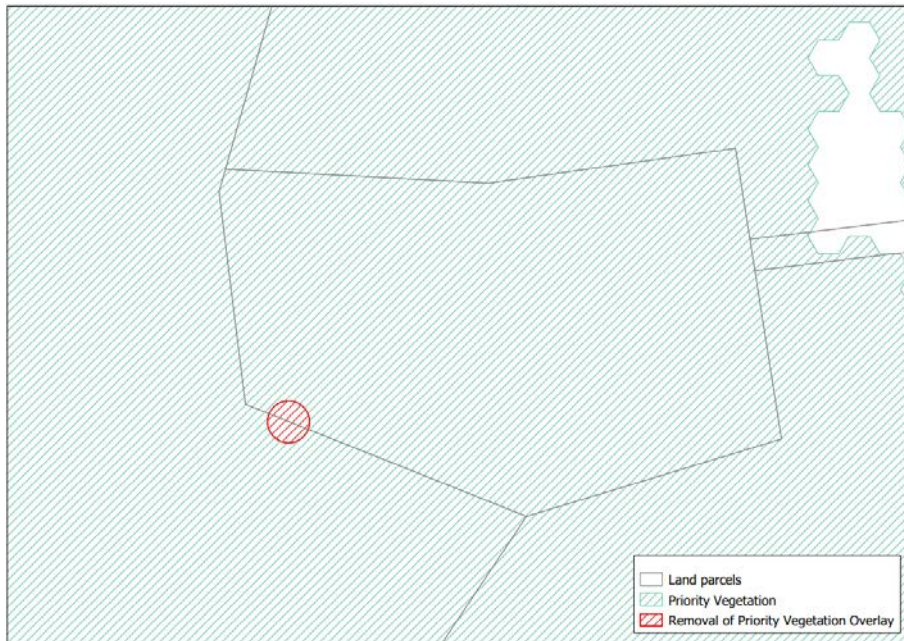 Land parcels
Priority Vegetation
Removal of Priority Vegetation Overlay